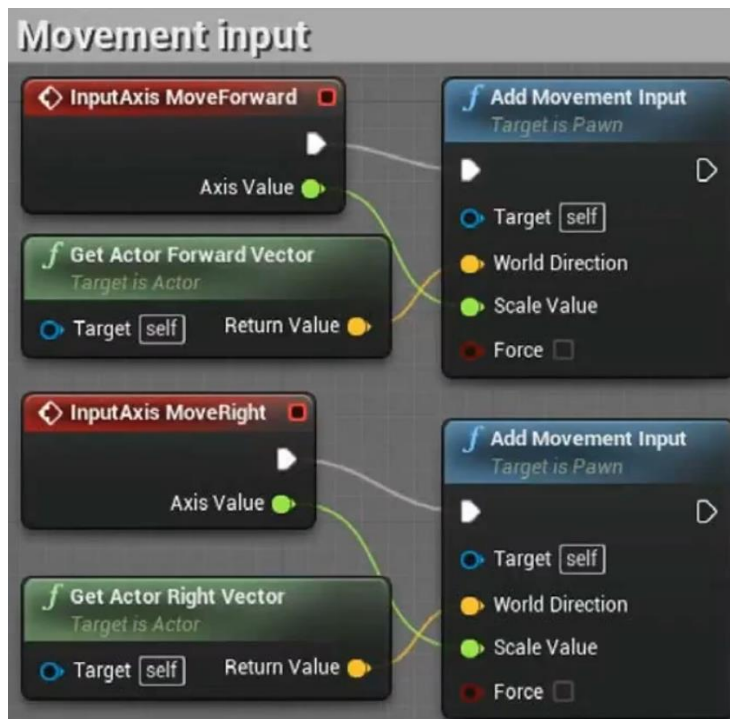 Movement input
InputAxis MoveForward
Axis Value
f Add Movement Input
Target is Pawn
Target self
World Direction
Scale Value
Force
f Get Actor Forward Vector
Target is Actor
Target self Return Value
InputAxis MoveRight
Axis Value
f Add Movement Input
Target is Pawn
Target self
World Direction
Scale Value
Force
f Get Actor Right Vector
Target is Actor
Target self Return Value